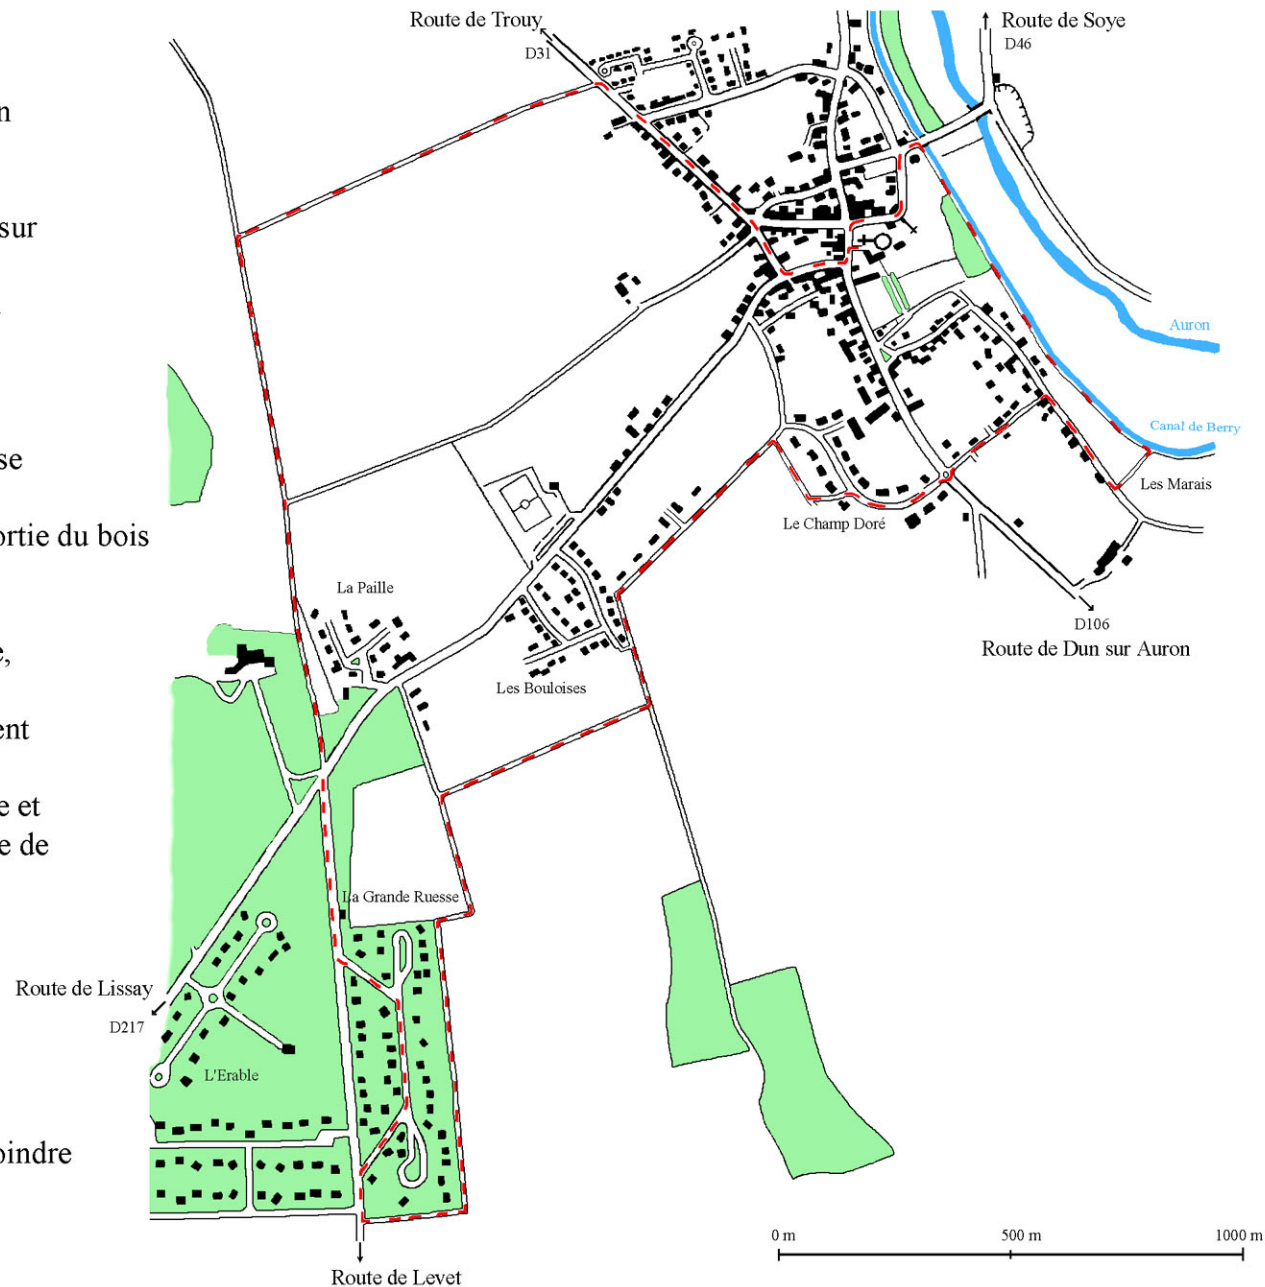 Route de Trouy
D31
Route de Soye
D46
n
sur
Auron
Canal de Berry
se
Les Marais
Le Champ Doré
ortie du bois
La Paille
D106
Route de Dun sur Auron
e,
Les Bouloises
ent
e et
e de
La Grande Ruesse
Route de Lissay
D217
L'Erable
oindre
0 m
500 m
1000 m
Route de Levet